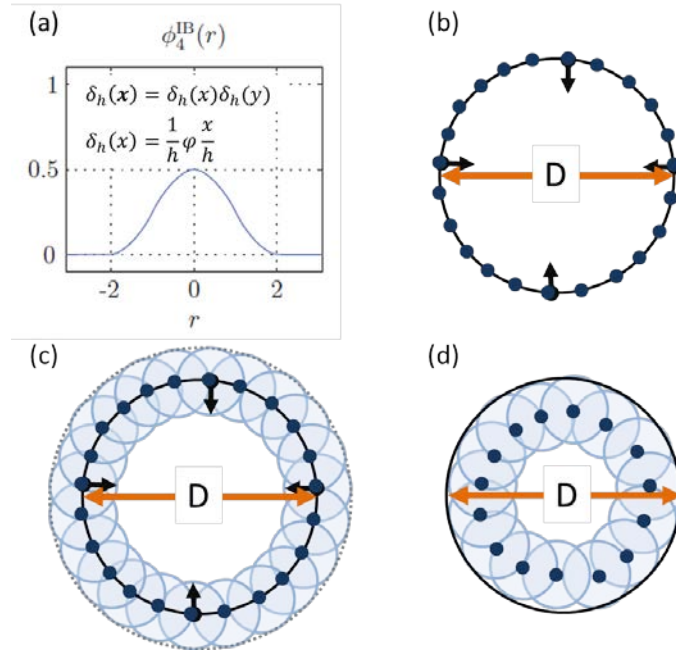 (a)
ϕ₄ᴵᴮ(r)
1
δₕ(𝒙) = δₕ(x)δₕ(y)
δₕ(x) = 1/h φ x/h
0.5
0
-2 0 2
r
(b)
D
(c)
D
(d)
D